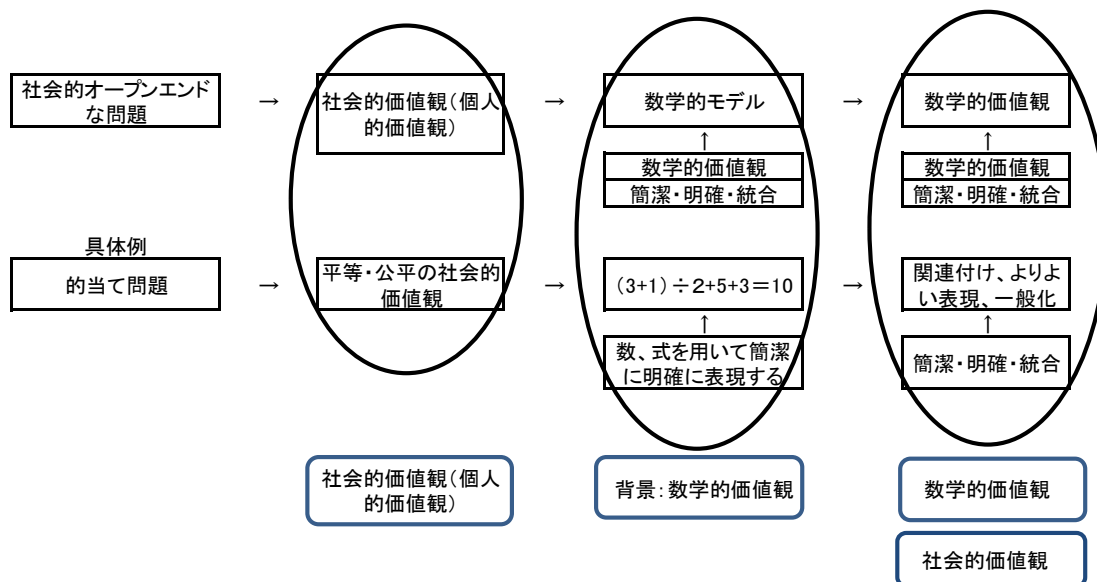 社会的オープンエンド
な問題
→
社会的価値観(個人
的価値観)
→
数学的モデル
→
数学的価値観
↑
↑
数学的価値観
簡潔・明確・統合
数学的価値観
簡潔・明確・統合
具体例
的当て問題
→
平等・公平の社会的
価値観
→
(3+1)÷2+5+3=10
→
関連付け、よりよ
い表現、一般化
↑
↑
数、式を用いて簡潔
に明確に表現する
簡潔・明確・統合
社会的価値観(個人
的価値観)
背景:数学的価値観
数学的価値観
社会的価値観